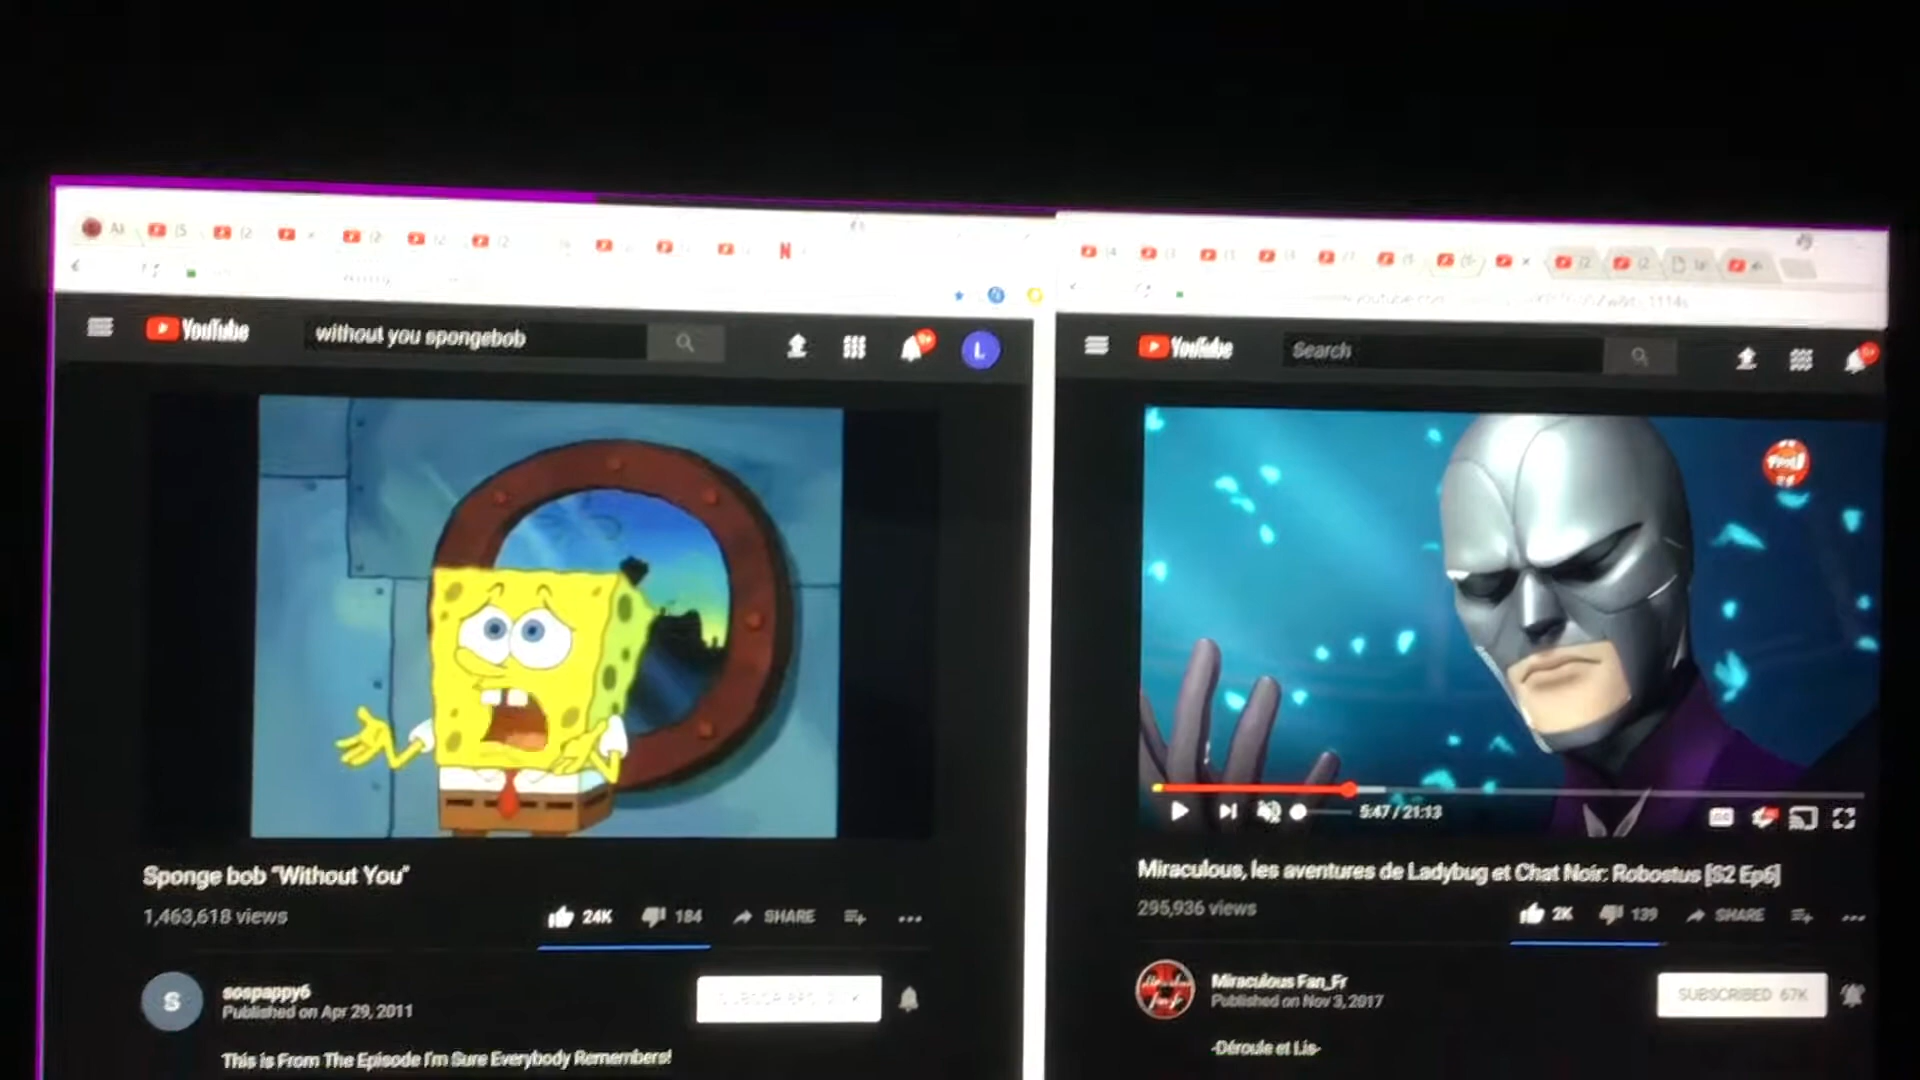 YouTube
without you spongebob
9+
L
Sponge bob "Without You"
1,463,618 views
24K
184
SHARE
S
sospappy6
Published on Apr 29, 2011
This is From The Episode I'm Sure Everybody Remembers!
YouTube
Search
5:47 / 21:13
Miraculous, les aventures de Ladybug et Chat Noir: Robostus [S2 Ep6]
295,936 views
2K
139
SHARE
Miraculous Fan_Fr
Published on Nov 3, 2017
SUBSCRIBED 67K
-Déroule et Lis-